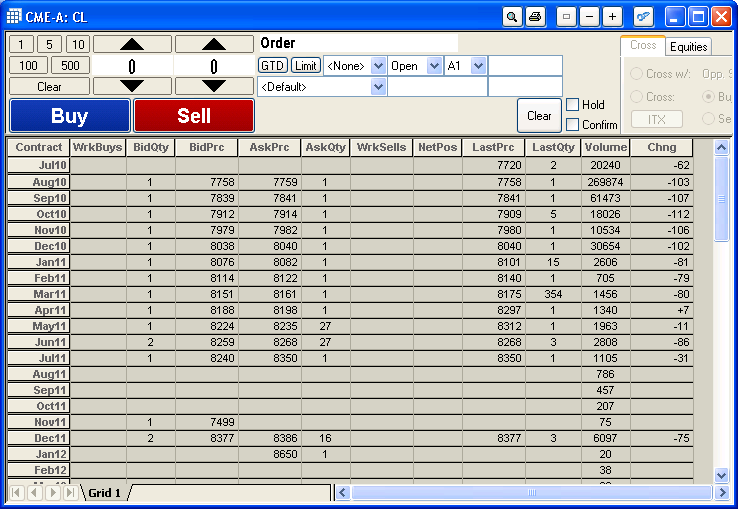 CME-A: CL
1 5 10 Order Cross Equities
100 500 0 0 GTD Limit <None> Open A1 Cross w/: Opp. S
Clear <Default> Cross: Bu
Buy Sell Clear Hold ITX Se
Confirm
Contract WrkBuys BidQty BidPrc AskPrc AskQty WrkSells NetPos LastPrc LastQty Volume Chng
Jul10 7720 2 20240 -62
Aug10 1 7758 7759 1 7758 1 269874 -103
Sep10 1 7839 7841 1 7841 1 61473 -107
Oct10 1 7912 7914 1 7909 5 18026 -112
Nov10 1 7979 7982 1 7980 1 10534 -106
Dec10 1 8038 8040 1 8040 1 30654 -102
Jan11 1 8076 8082 1 8101 15 2606 -81
Feb11 1 8114 8122 1 8140 1 705 -79
Mar11 1 8151 8161 1 8175 354 1456 -80
Apr11 1 8188 8198 1 8297 1 1340 +7
May11 1 8224 8235 27 8312 1 1963 -11
Jun11 2 8259 8268 27 8268 3 2808 -86
Jul11 1 8240 8350 1 8350 1 1105 -31
Aug11 786
Sep11 457
Oct11 207
Nov11 1 7499 75
Dec11 2 8377 8386 16 8377 3 6097 -75
Jan12 8650 1 20
Feb12 38
Grid 1